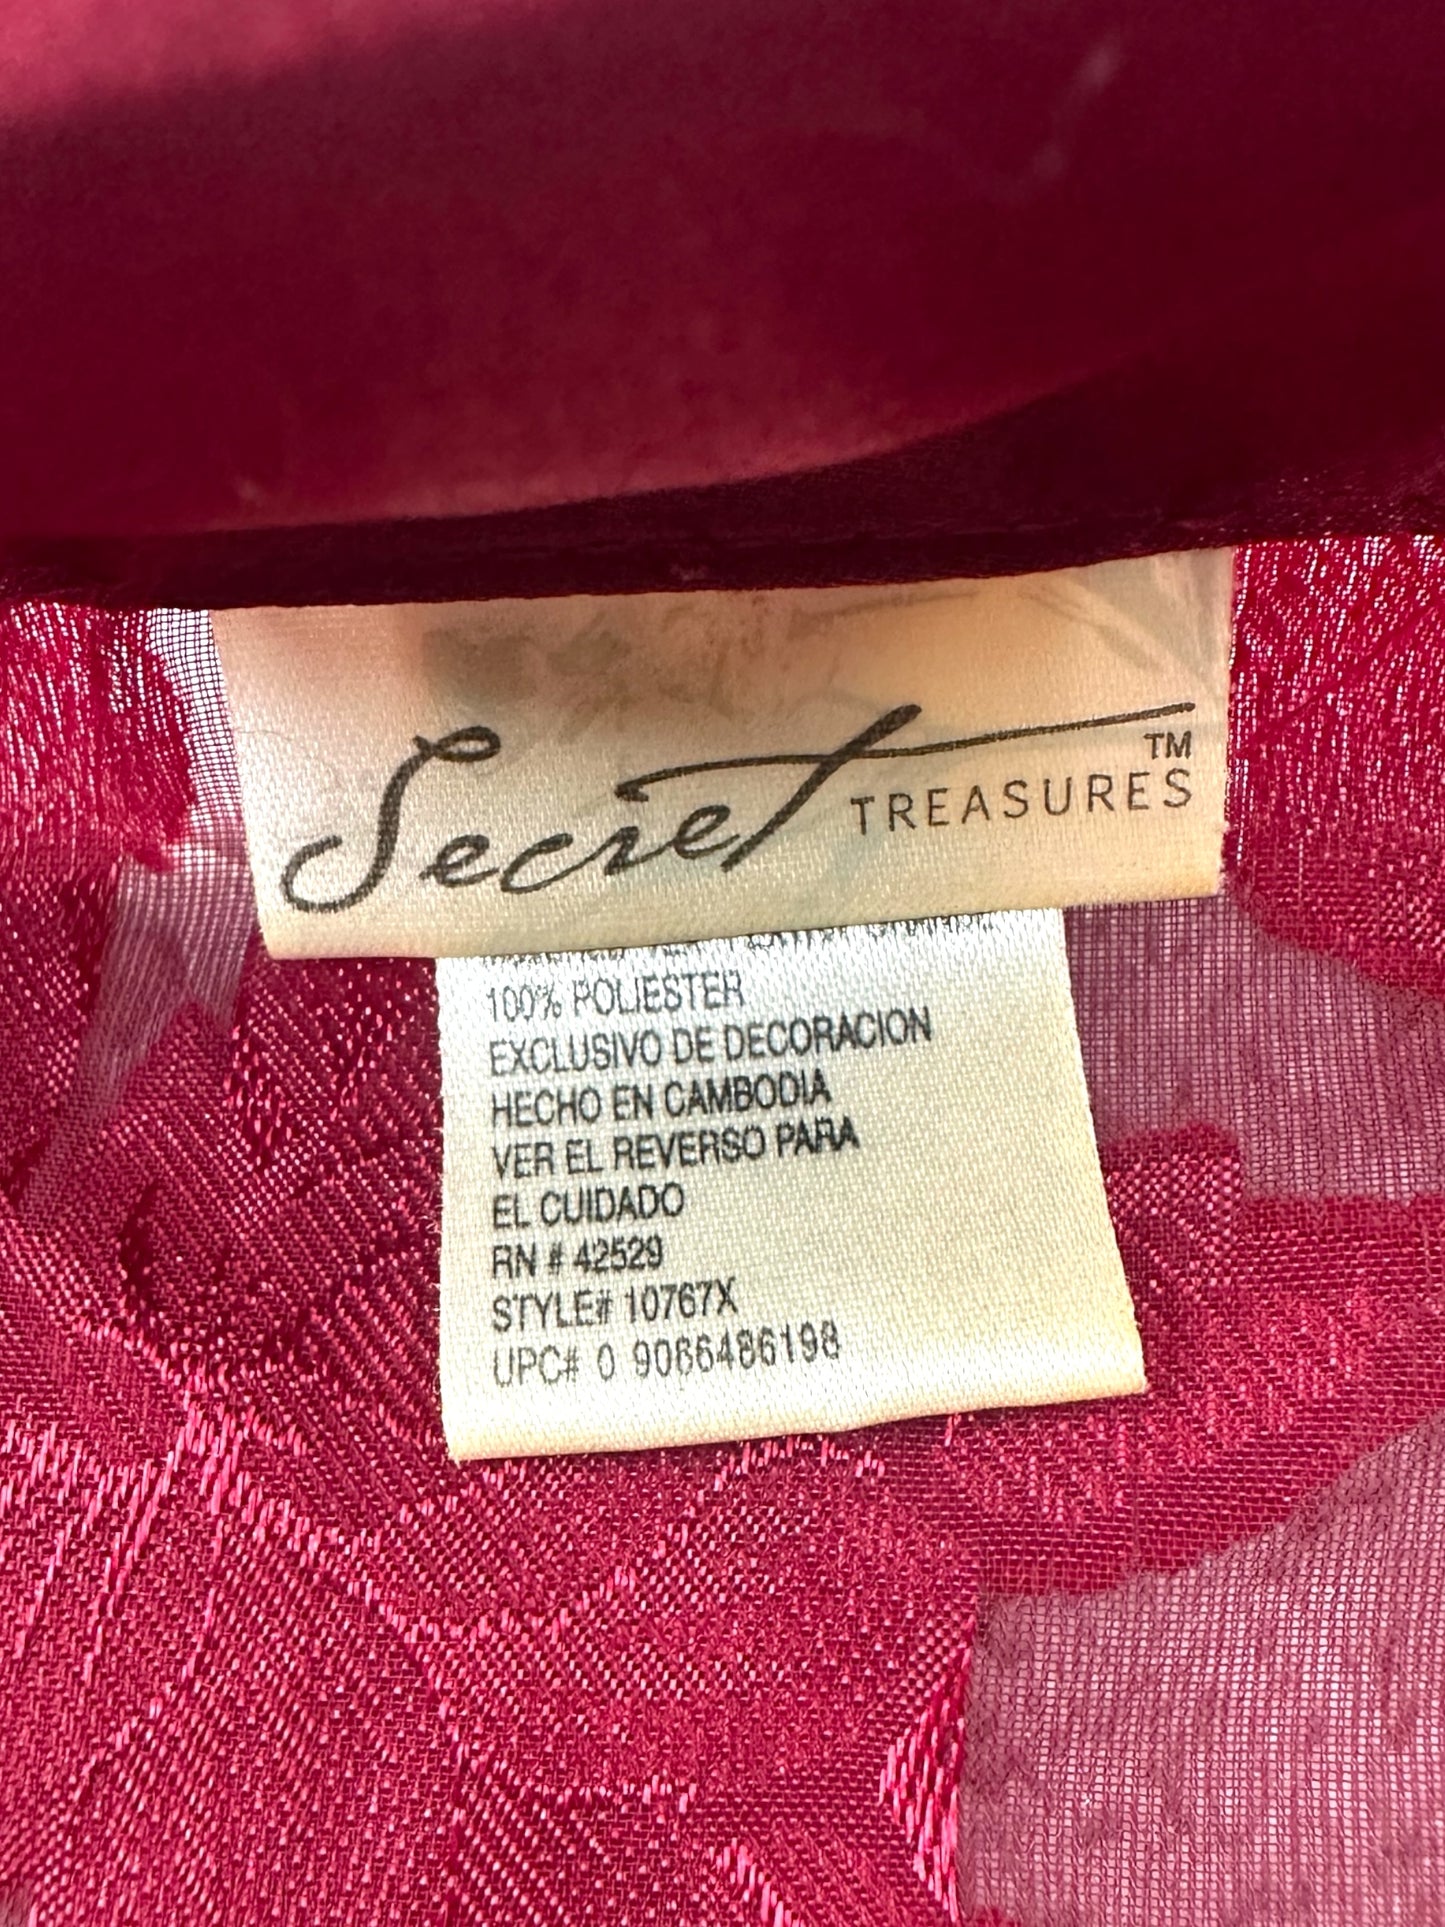 Secret TREASURES™
100% POLIESTER
EXCLUSIVO DE DECORACION
HECHO EN CAMBODIA
VER EL REVERSO PARA
EL CUIDADO
RN # 42529
STYLE# 10767X
UPC# 0 9086486198